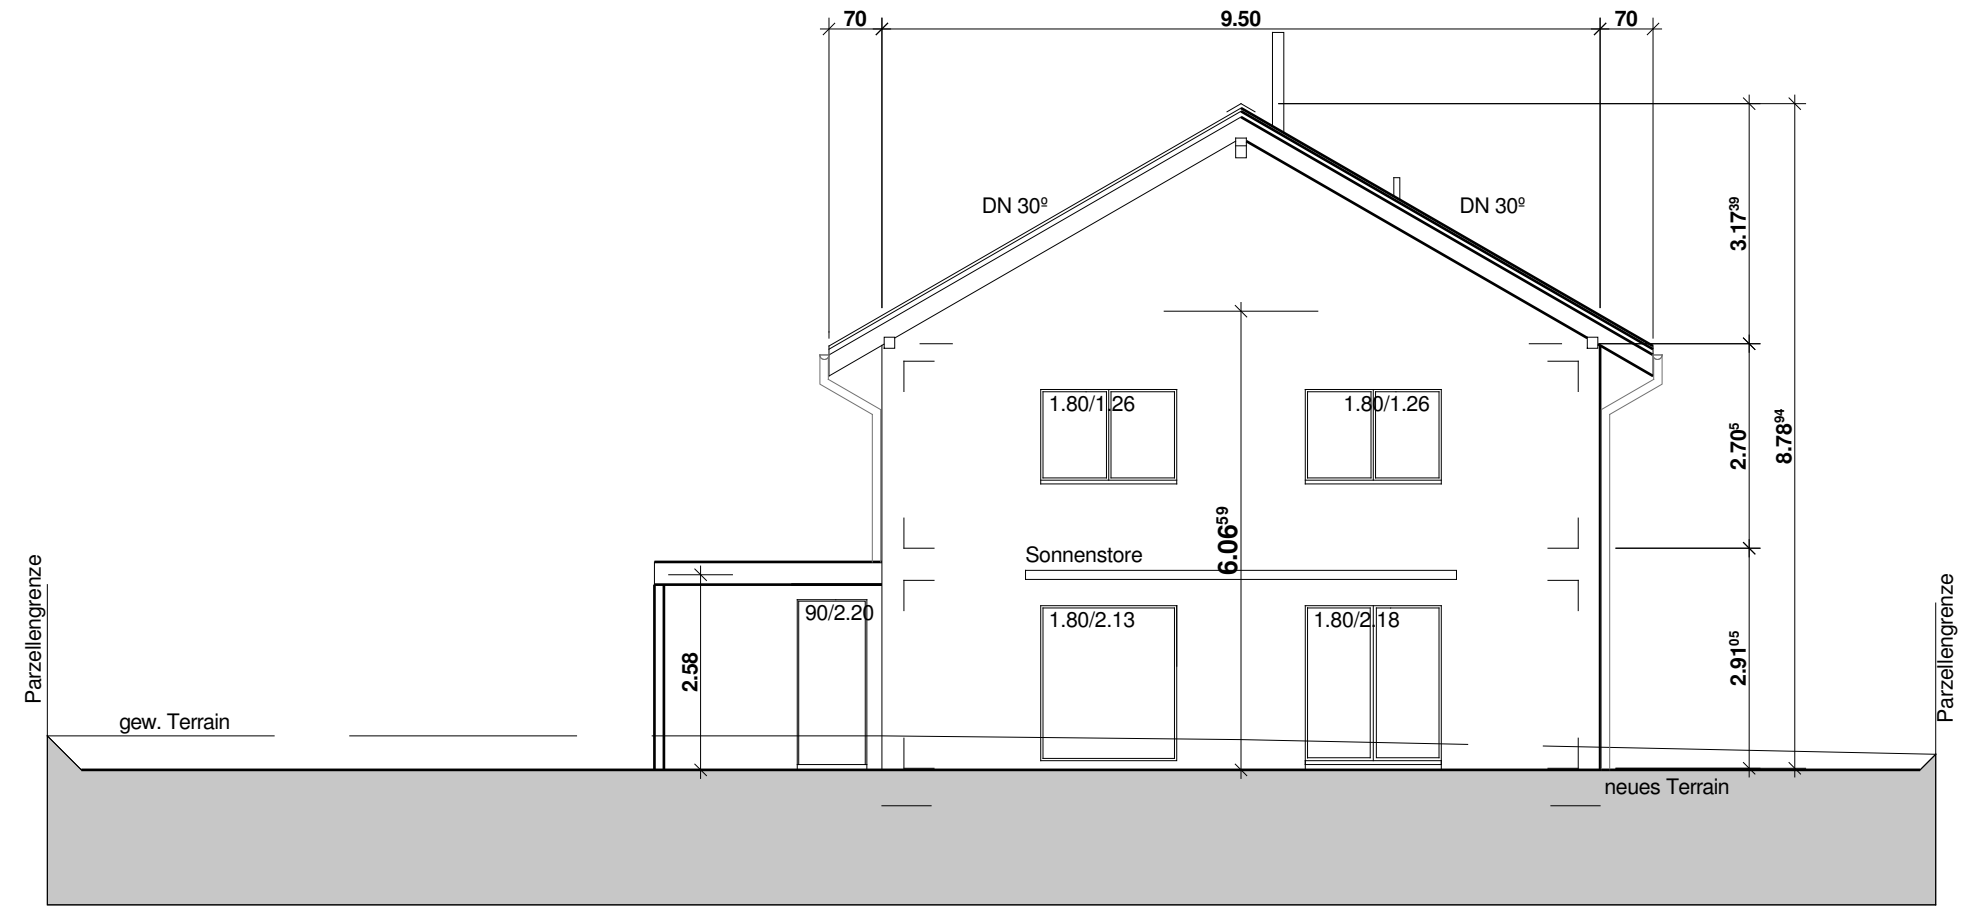 70
9.50
70
DN 30º
DN 30º
3.17³⁹
1.80/1.26
1.80/1.26
2.70⁵
8.78⁹⁴
6.06⁵⁹
Sonnenstore
90/2.20
1.80/2.13
1.80/2.18
2.58
2.91⁰⁵
Parzellengrenze
Parzellengrenze
gew. Terrain
neues Terrain